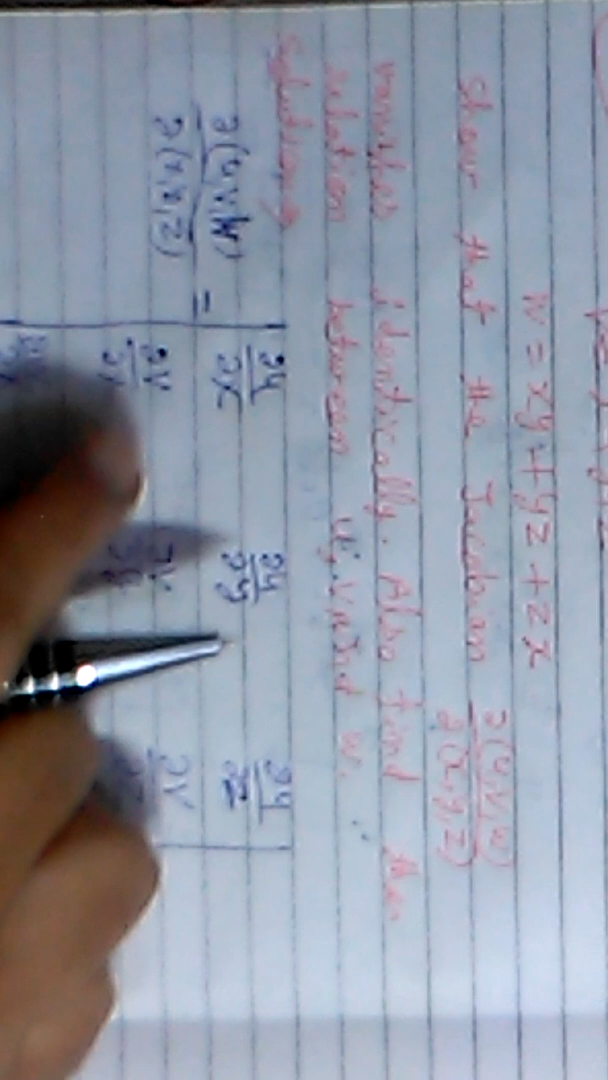 w = xy + yz + zx
show that the Jacobian ∂(u,v,w)/∂(x,y,z)
vanishes identically. Also find the
relation between u, v, and w.
Solution →
∂(u,v,w)/∂(x,y,z) = | ∂u/∂x ∂u/∂y ∂u/∂z
∂v ∂v ∂v